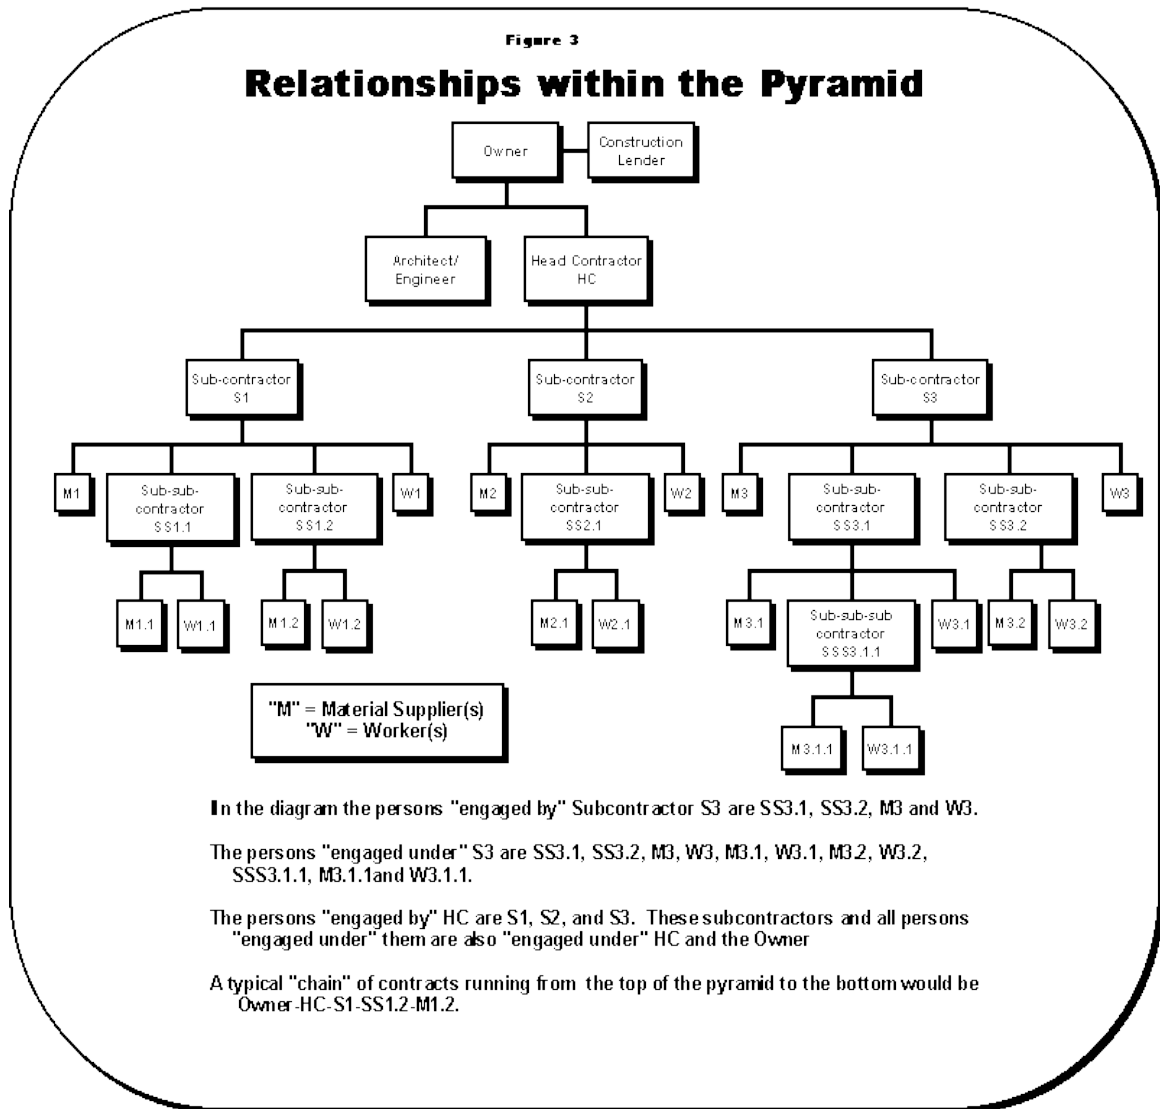 Figure 3
Relationships within the Pyramid
Owner
Construction
Lender
Architect/
Engineer
Head Contractor
HC
Sub-contractor
S1
Sub-contractor
S2
Sub-contractor
S3
M1
Sub-sub-
contractor
SS1.1
Sub-sub-
contractor
SS1.2
W1
M2
Sub-sub-
contractor
SS2.1
W2
M3
Sub-sub-
contractor
SS3.1
Sub-sub-
contractor
SS3.2
W3
M1.1
W1.1
M1.2
W1.2
M2.1
W2.1
M3.1
Sub-sub-sub
contractor
SSS3.1.1
W3.1
M3.2
W3.2
M3.1.1
W3.1.1
"M" = Material Supplier(s)
"W" = Worker(s)
In the diagram the persons "engaged by" Subcontractor S3 are SS3.1, SS3.2, M3 and W3.
The persons "engaged under" S3 are SS3.1, SS3.2, M3, W3, M3.1, W3.1, M3.2, W3.2,
SSS3.1.1, M3.1.1and W3.1.1.
The persons "engaged by" HC are S1, S2, and S3. These subcontractors and all persons
"engaged under" them are also "engaged under" HC and the Owner
A typical "chain" of contracts running from the top of the pyramid to the bottom would be
Owner-HC-S1-SS1.2-M1.2.